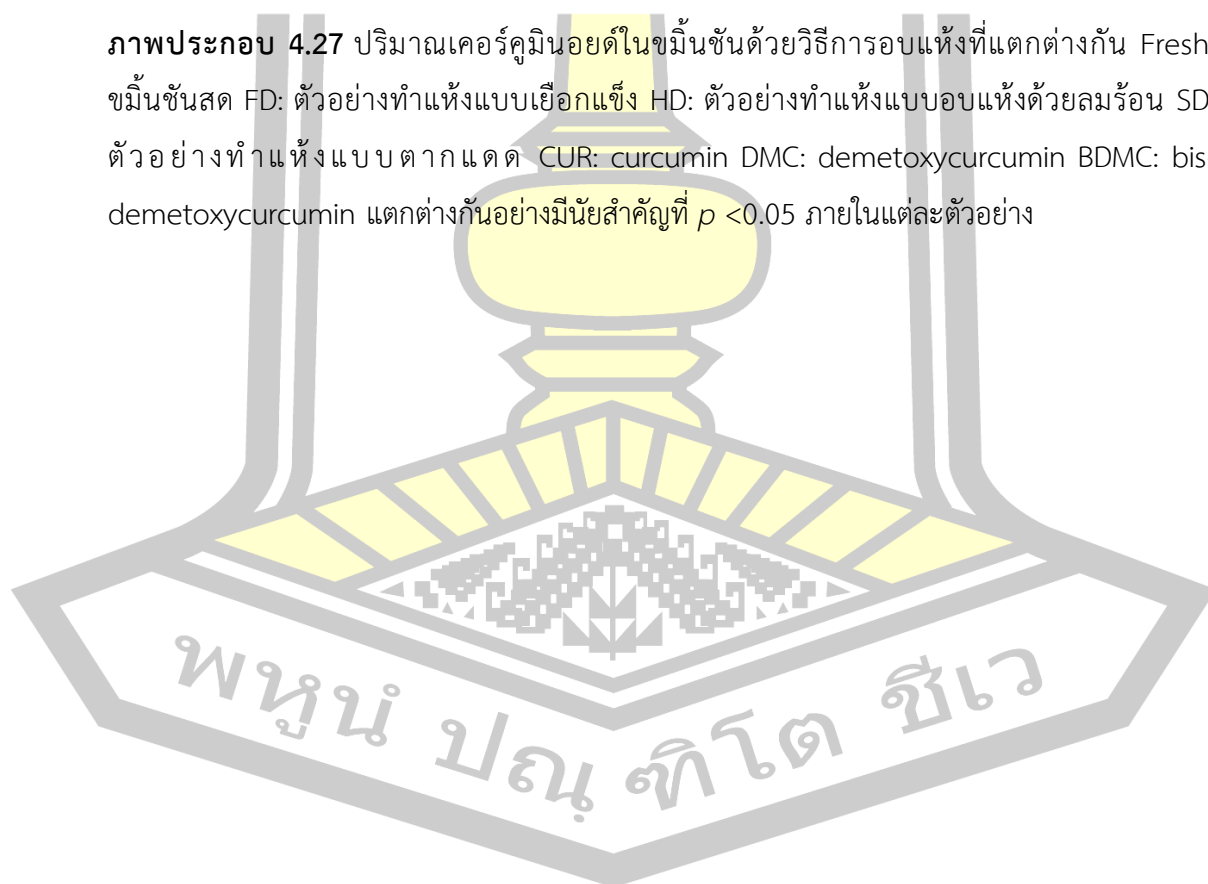 ภาพประกอบ 4.27 ปริมาณเคอร์คูมินอยด์ในขมิ้นชันด้วยวิธีการอบแห้งที่แตกต่างกัน Fresh
ขมิ้นชันสด FD: ตัวอย่างทำแห้งแบบเยือกแข็ง HD: ตัวอย่างทำแห้งแบบอบแห้งด้วยลมร้อน SD
ตัวอย่างทำแห้งแบบตากแดด CUR: curcumin DMC: demetoxycurcumin BDMC: bis
demetoxycurcumin แตกต่างกันอย่างมีนัยสำคัญที่ p <0.05 ภายในแต่ละตัวอย่าง
พหูนํ ปณฺฑิโต ชีเว